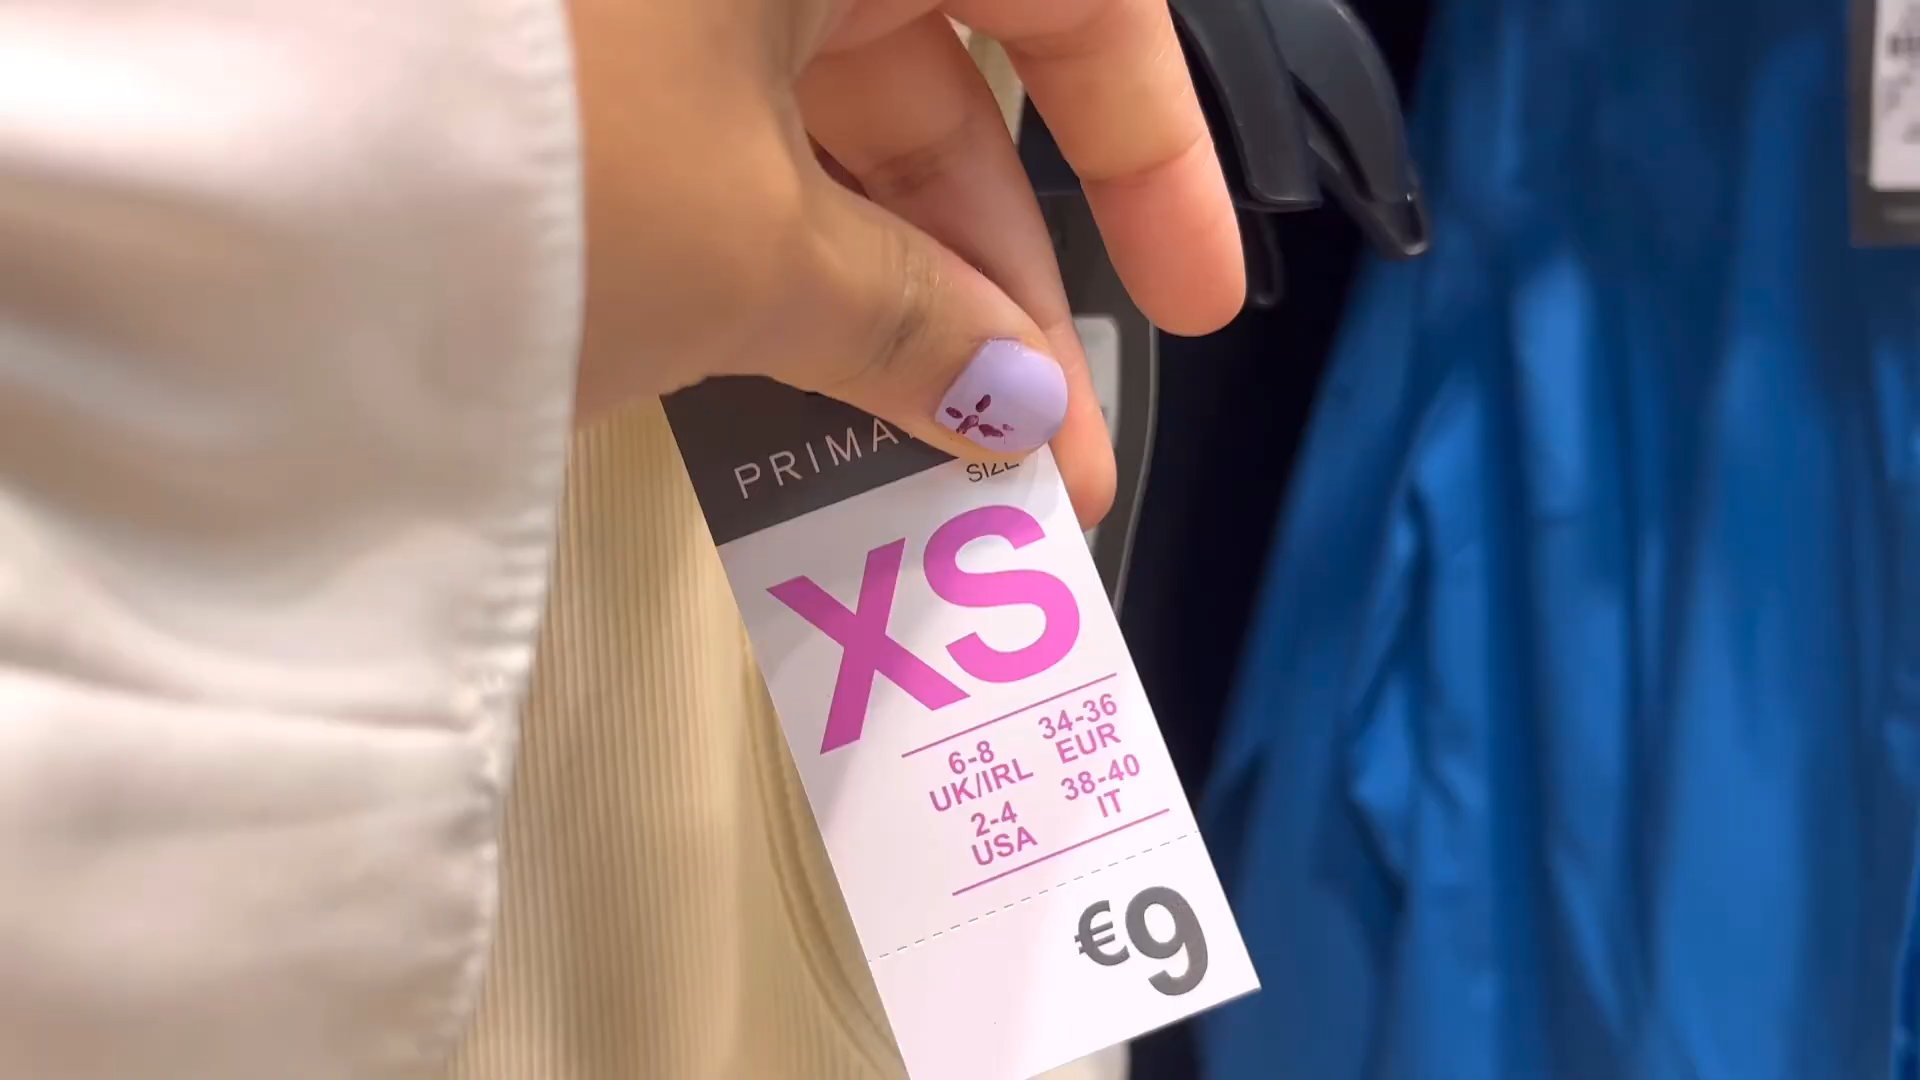 PRIMA
SIZE
XS
6-8
UK/IRL
34-36
EUR
2-4
USA
38-40
IT
€9